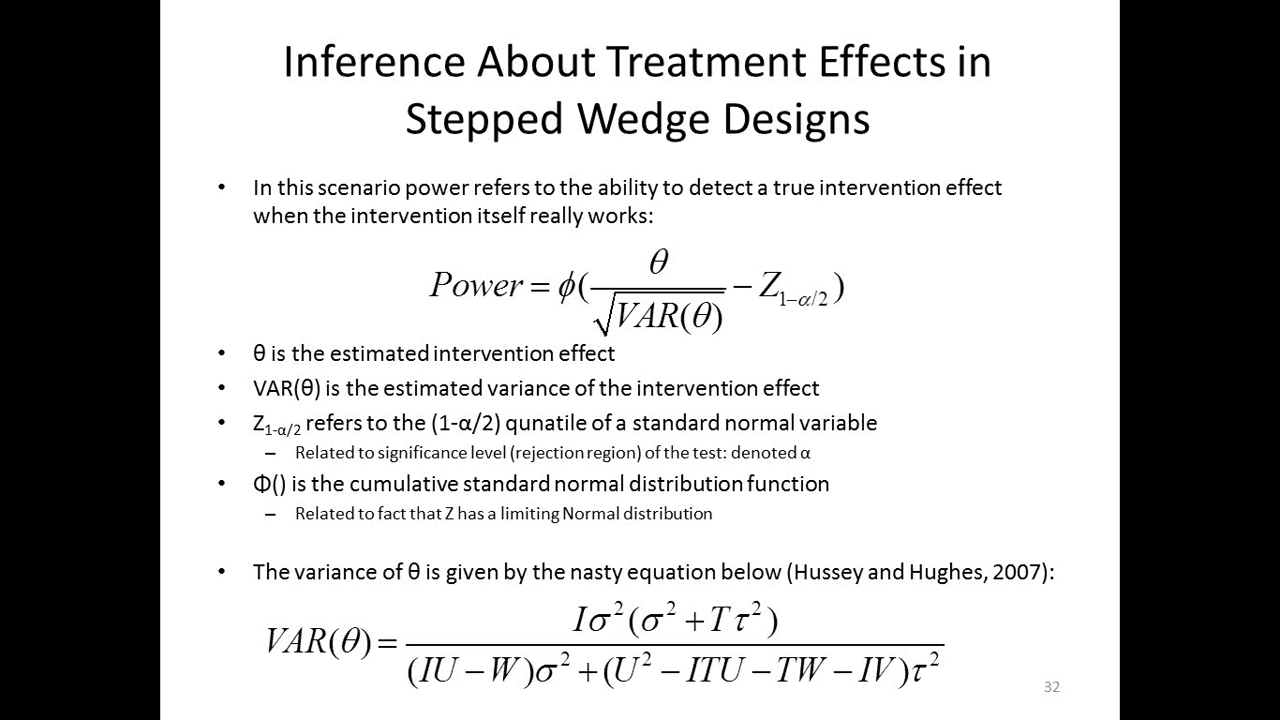 Inference About Treatment Effects in
Stepped Wedge Designs
• In this scenario power refers to the ability to detect a true intervention effect
when the intervention itself really works:
Power = ϕ(θ / √VAR(θ) − Z₁₋α/₂)
• θ is the estimated intervention effect
• VAR(θ) is the estimated variance of the intervention effect
• Z₁₋α/₂ refers to the (1-α/2) qunatile of a standard normal variable
– Related to significance level (rejection region) of the test: denoted α
• Φ() is the cumulative standard normal distribution function
– Related to fact that Z has a limiting Normal distribution
• The variance of θ is given by the nasty equation below (Hussey and Hughes, 2007):
VAR(θ) = Iσ²(σ² + Tτ²) / (IU − W)σ² + (U² − ITU − TW − IV)τ²
32